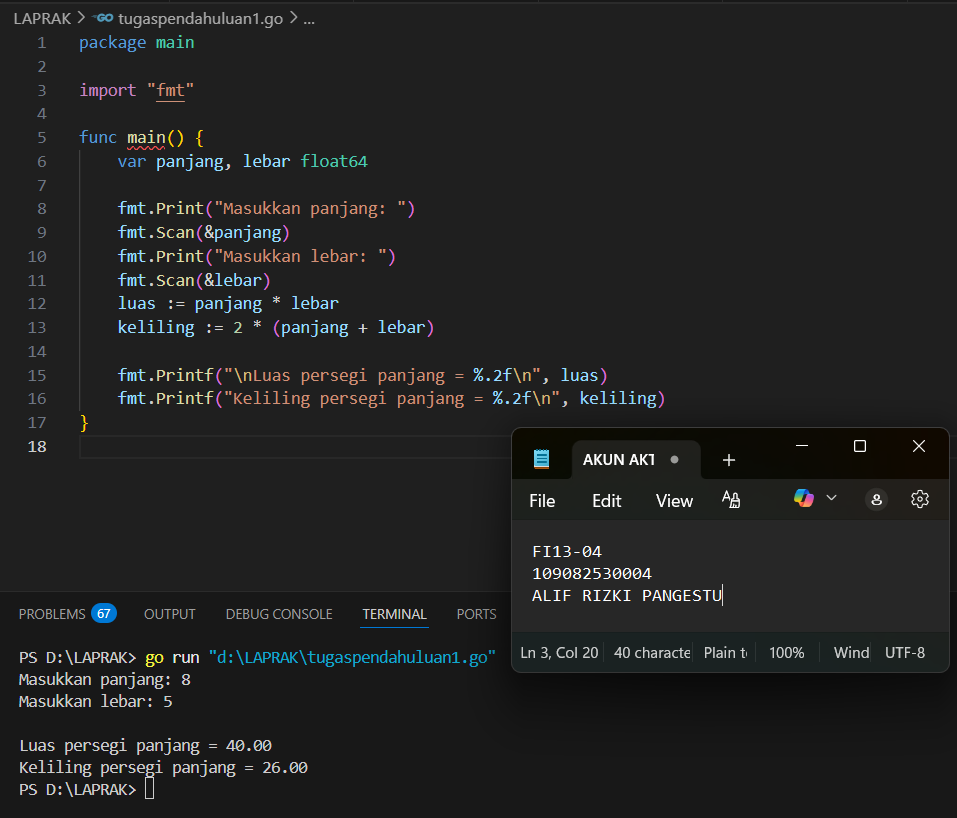 LAPRAK > GO tugaspendahuluan1.go > ...
1 package main
2
3 import "fmt"
4
5 func main() {
6 var panjang, lebar float64
7
8 fmt.Print("Masukkan panjang: ")
9 fmt.Scan(&panjang)
10 fmt.Print("Masukkan lebar: ")
11 fmt.Scan(&lebar)
12 luas := panjang * lebar
13 keliling := 2 * (panjang + lebar)
14
15 fmt.Printf("\nLuas persegi panjang = %.2f\n", luas)
16 fmt.Printf("Keliling persegi panjang = %.2f\n", keliling)
17 }
18
AKUN AKT
File Edit View
FI13-04
109082530004
ALIF RIZKI PANGESTU
Ln 3, Col 20 40 characte Plain t 100% Wind UTF-8
PROBLEMS 67 OUTPUT DEBUG CONSOLE TERMINAL PORTS
PS D:\LAPRAK> go run "d:\LAPRAK\tugaspendahuluan1.go"
Masukkan panjang: 8
Masukkan lebar: 5
Luas persegi panjang = 40.00
Keliling persegi panjang = 26.00
PS D:\LAPRAK>